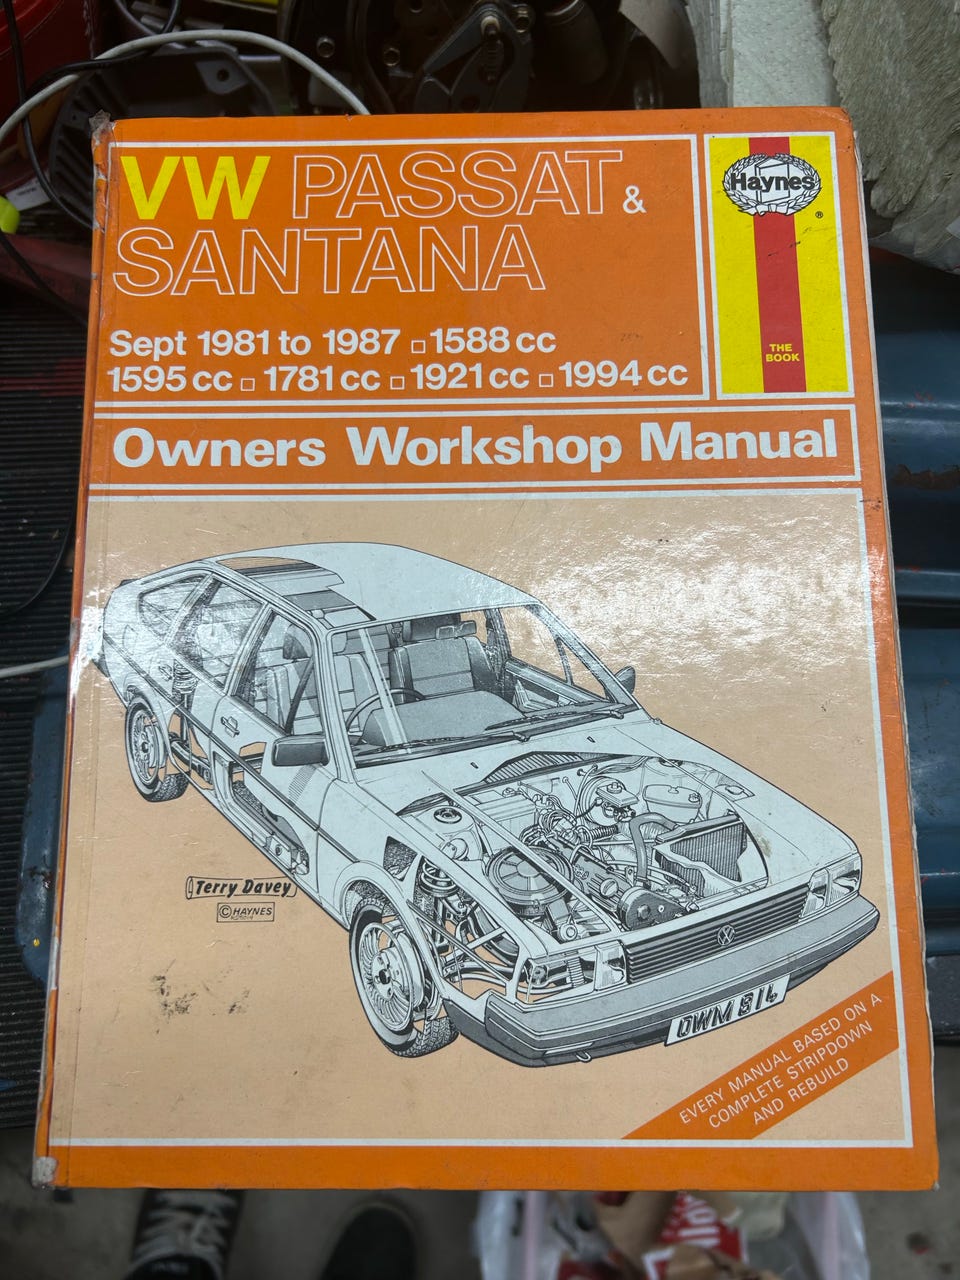 VW PASSAT &
SANTANA
Haynes
®
Sept 1981 to 1987 □ 1588 cc
1595 cc □ 1781 cc □ 1921 cc □ 1994 cc
THE
BOOK
Owners Workshop Manual
Terry Davey
© HAYNES
OWM 814
EVERY MANUAL BASED ON A
COMPLETE STRIPDOWN
AND REBUILD